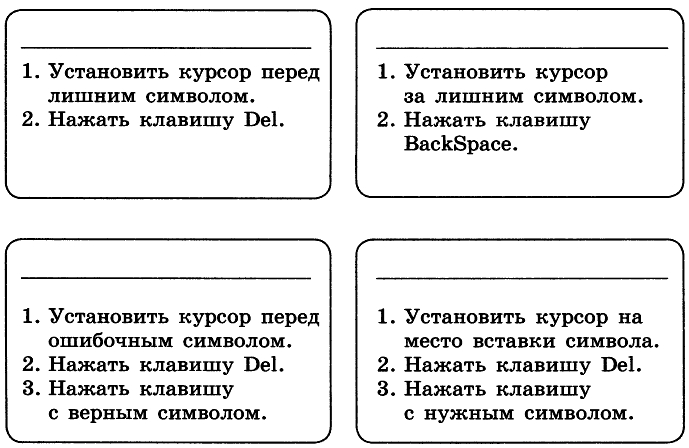 1. Установить курсор перед
лишним символом.
2. Нажать клавишу Del.
1. Установить курсор
за лишним символом.
2. Нажать клавишу
BackSpace.
1. Установить курсор перед
ошибочным символом.
2. Нажать клавишу Del.
3. Нажать клавишу
с верным символом.
1. Установить курсор на
место вставки символа.
2. Нажать клавишу Del.
3. Нажать клавишу
с нужным символом.